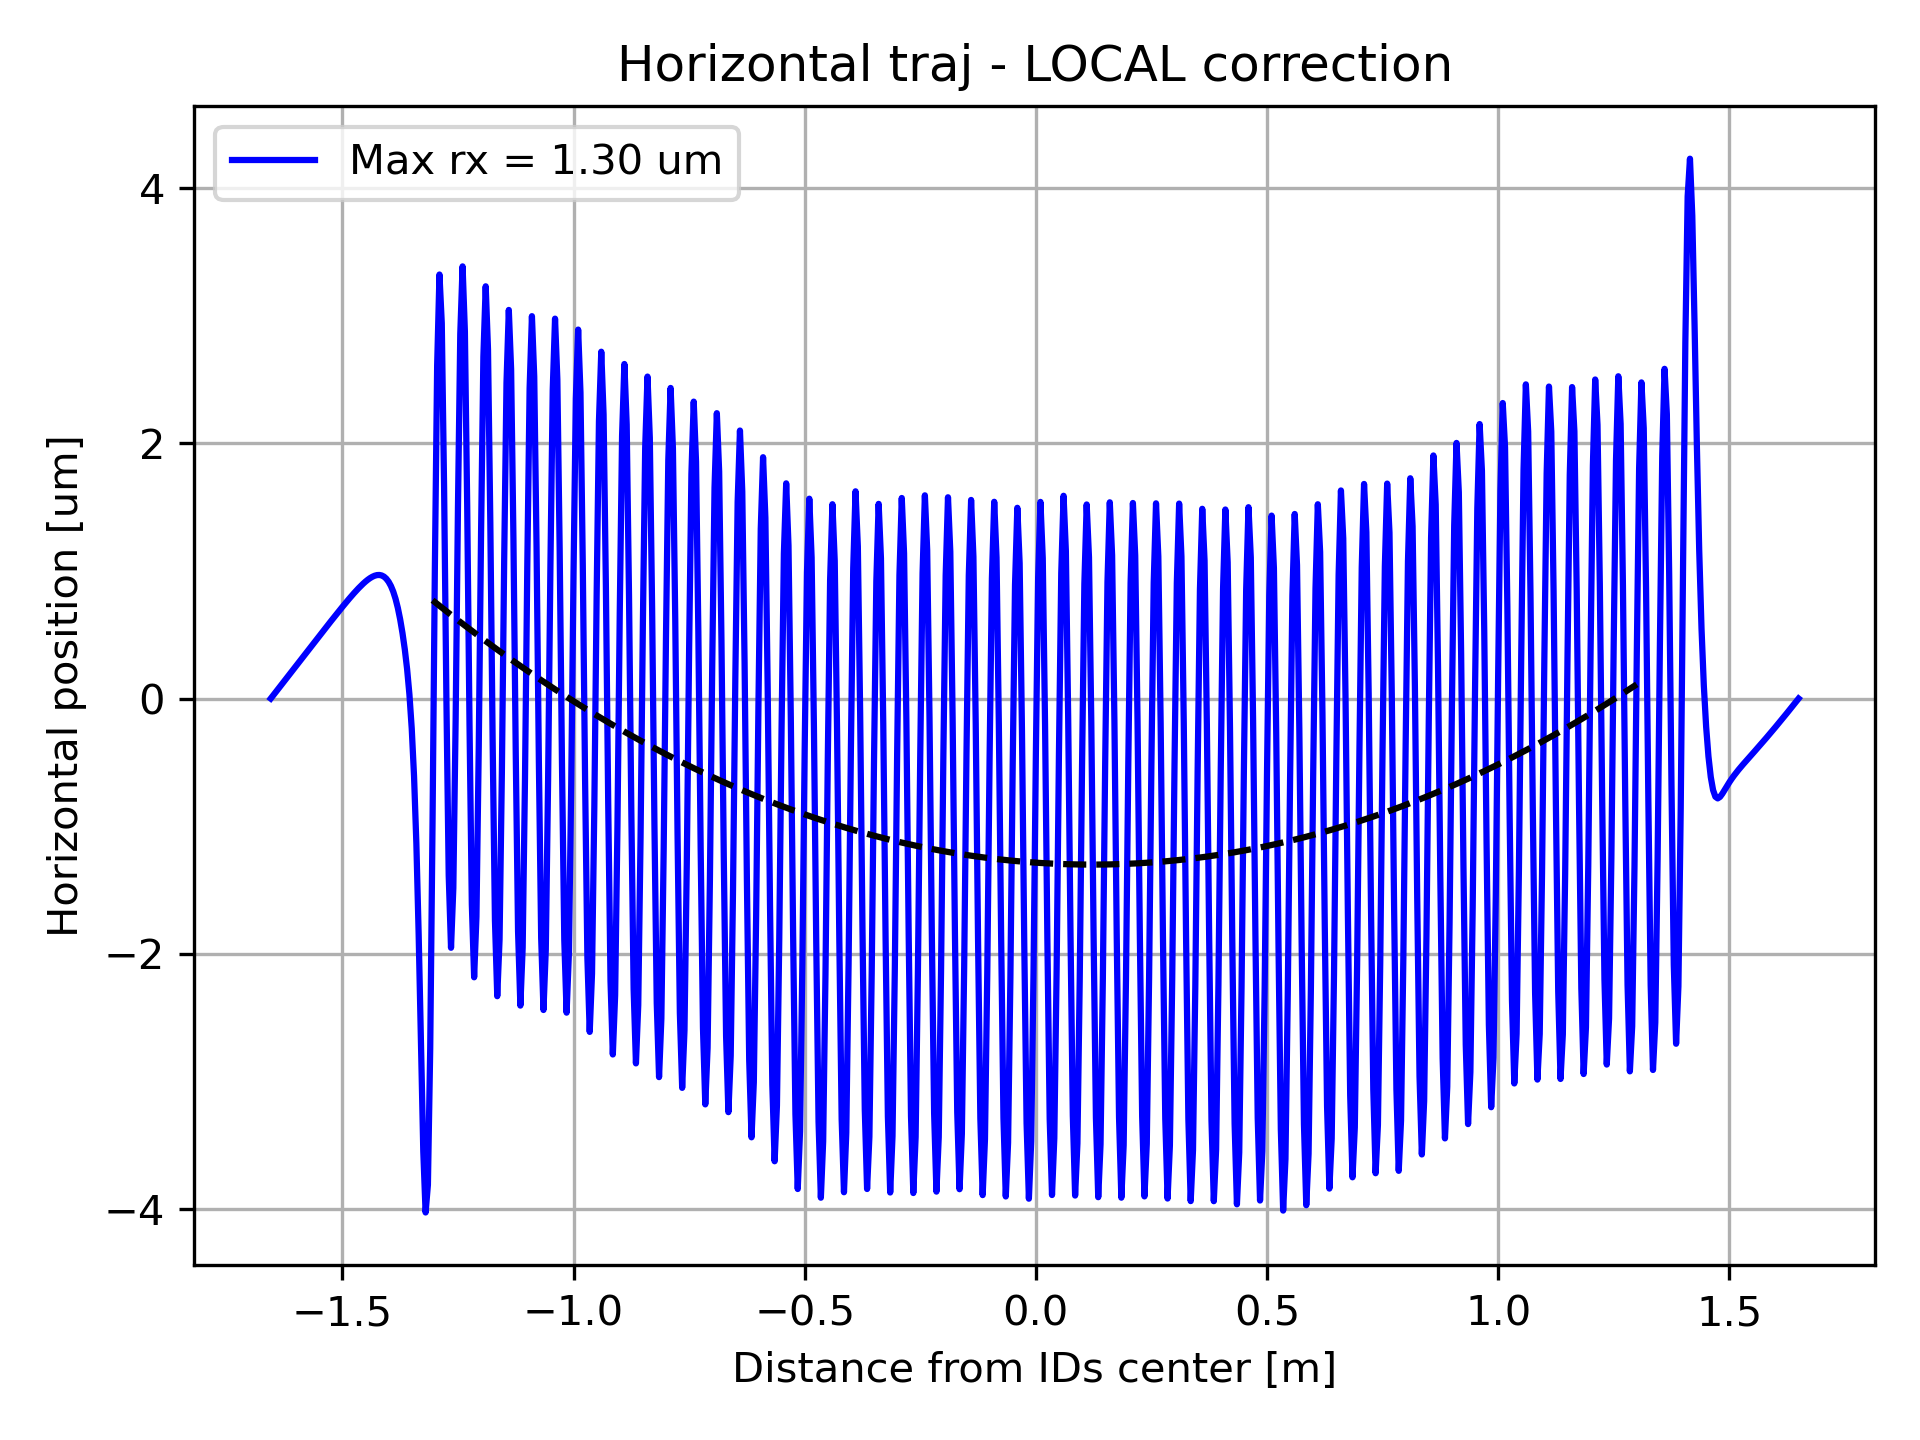 Horizontal traj - LOCAL correction
Max rx = 1.30 um
Horizontal position [um]
4
2
0
−2
−4
−1.5 −1.0 −0.5 0.0 0.5 1.0 1.5
Distance from IDs center [m]